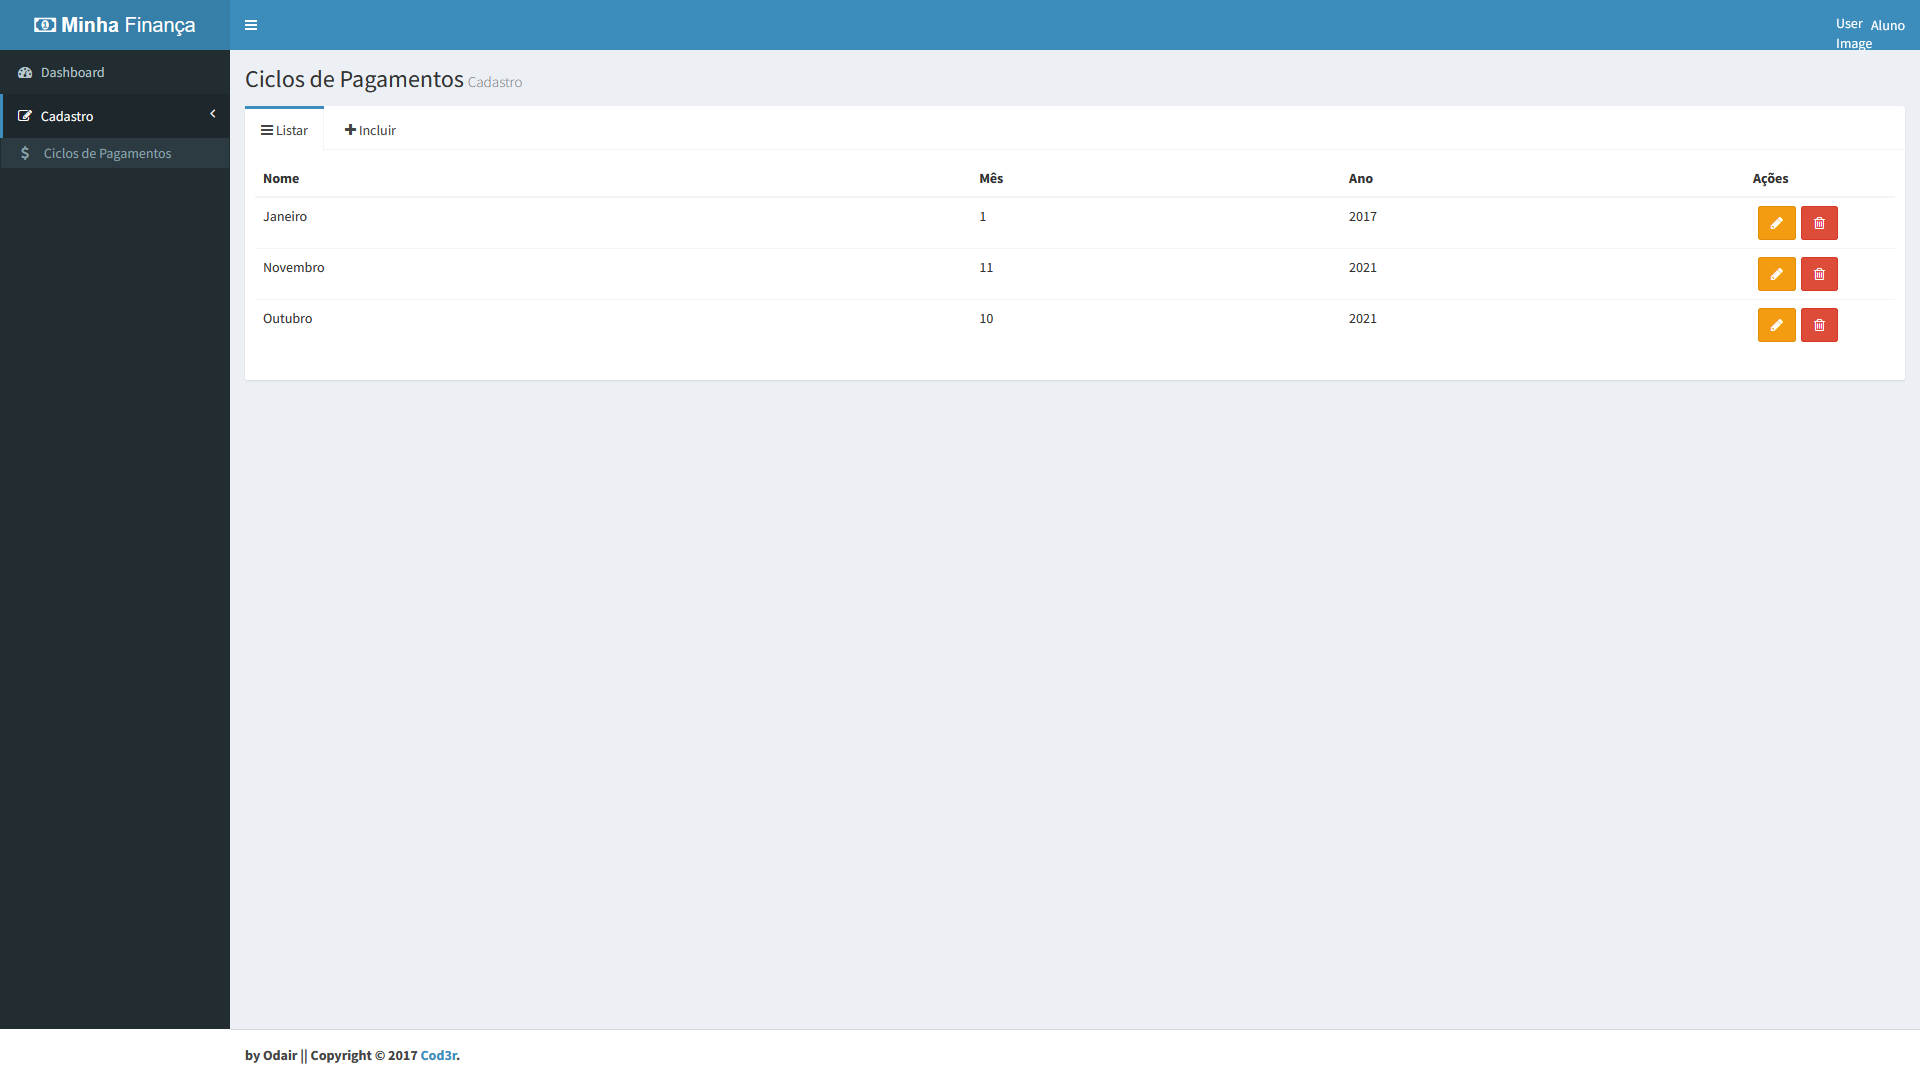 Minha Finança
User Image
Aluno
Dashboard
Cadastro
Ciclos de Pagamentos
Ciclos de Pagamentos Cadastro
Listar
Incluir
Nome Mês Ano Ações
Janeiro 1 2017
Novembro 11 2021
Outubro 10 2021
by Odair || Copyright © 2017 Cod3r.